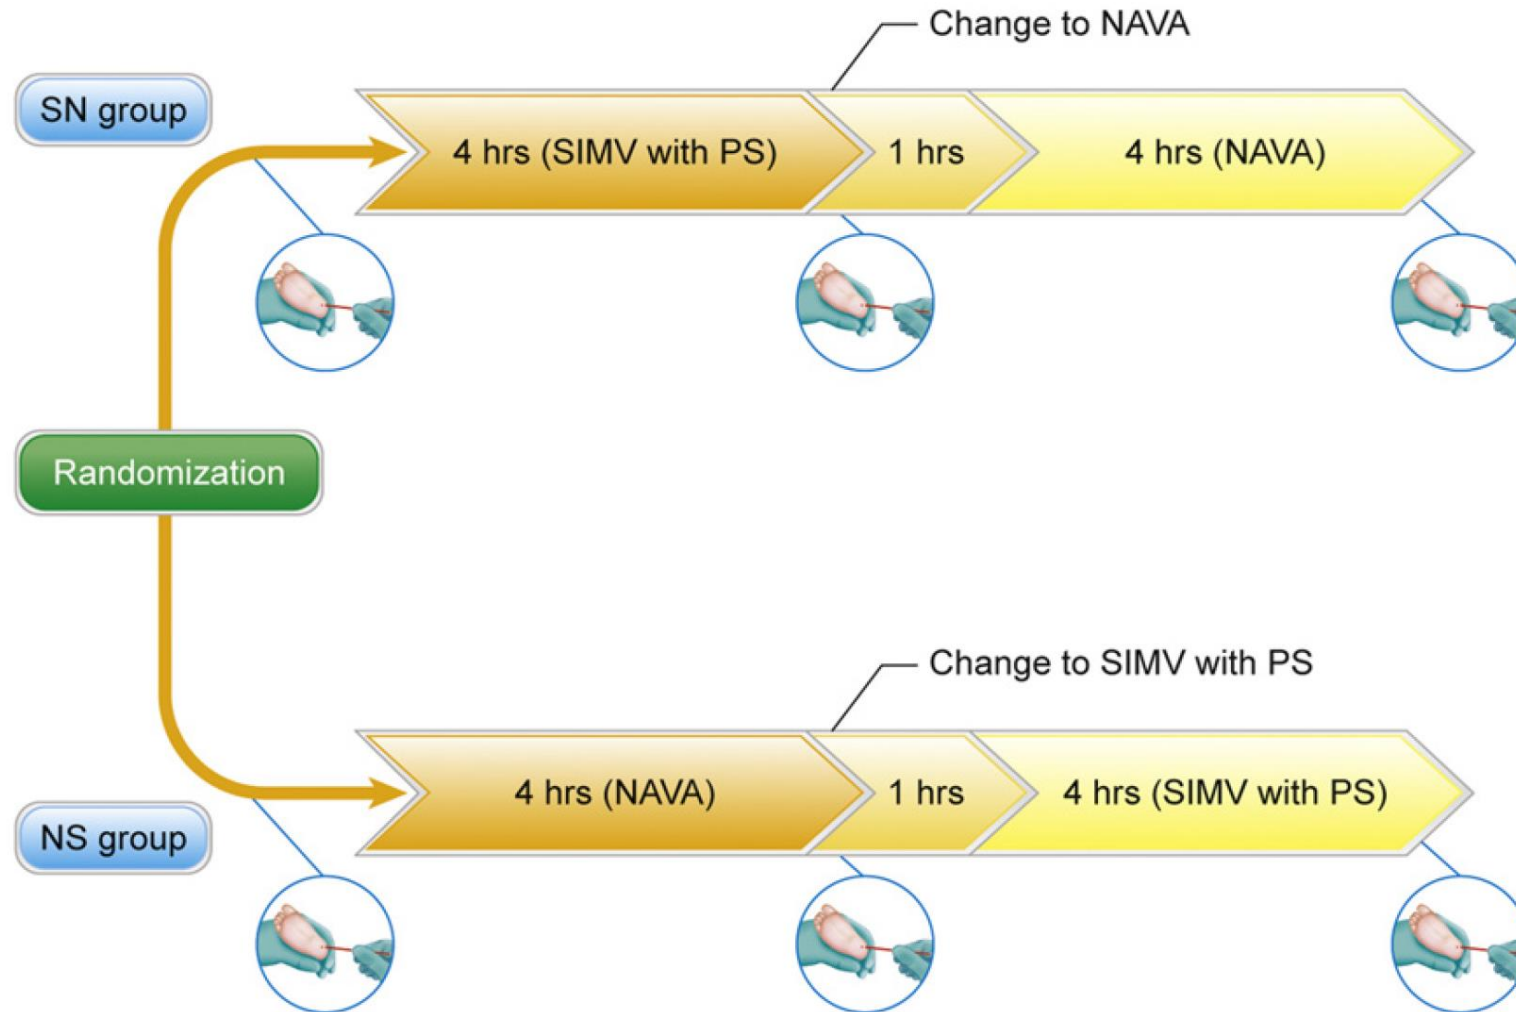 Change to NAVA
SN group
4 hrs (SIMV with PS)
1 hrs
4 hrs (NAVA)
Randomization
Change to SIMV with PS
4 hrs (NAVA)
1 hrs
4 hrs (SIMV with PS)
NS group